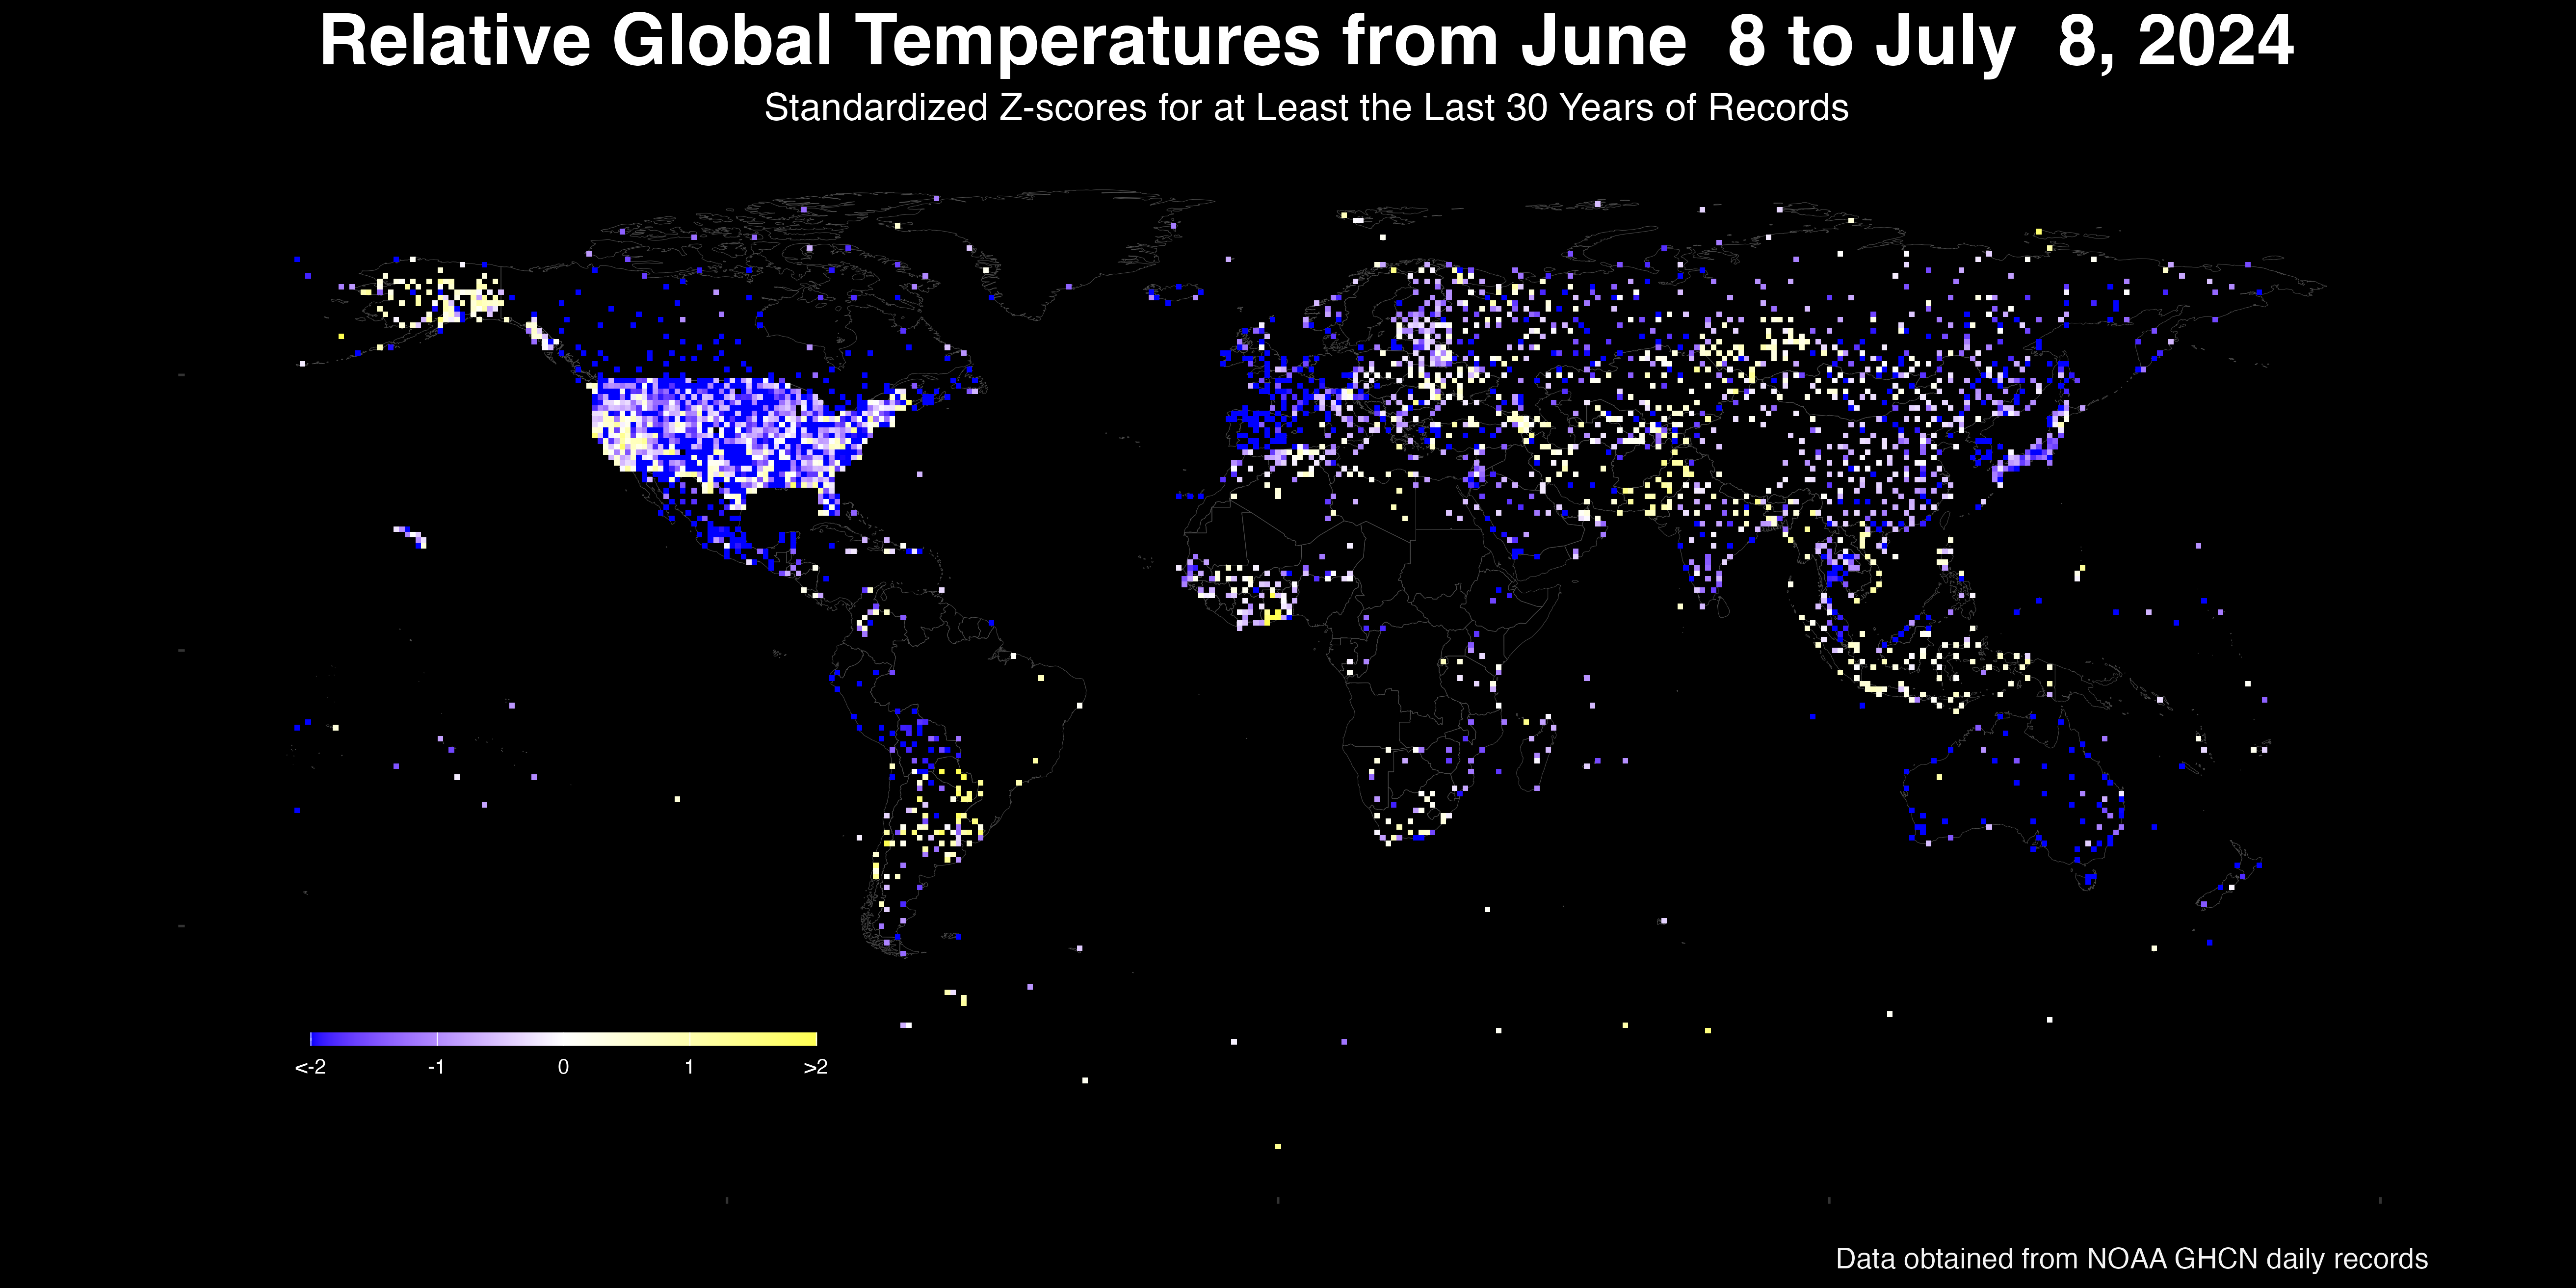 Relative Global Temperatures from June  8 to July  8, 2024
Standardized Z-scores for at Least the Last 30 Years of Records
<-2 -1 0 1 >2
Data obtained from NOAA GHCN daily records